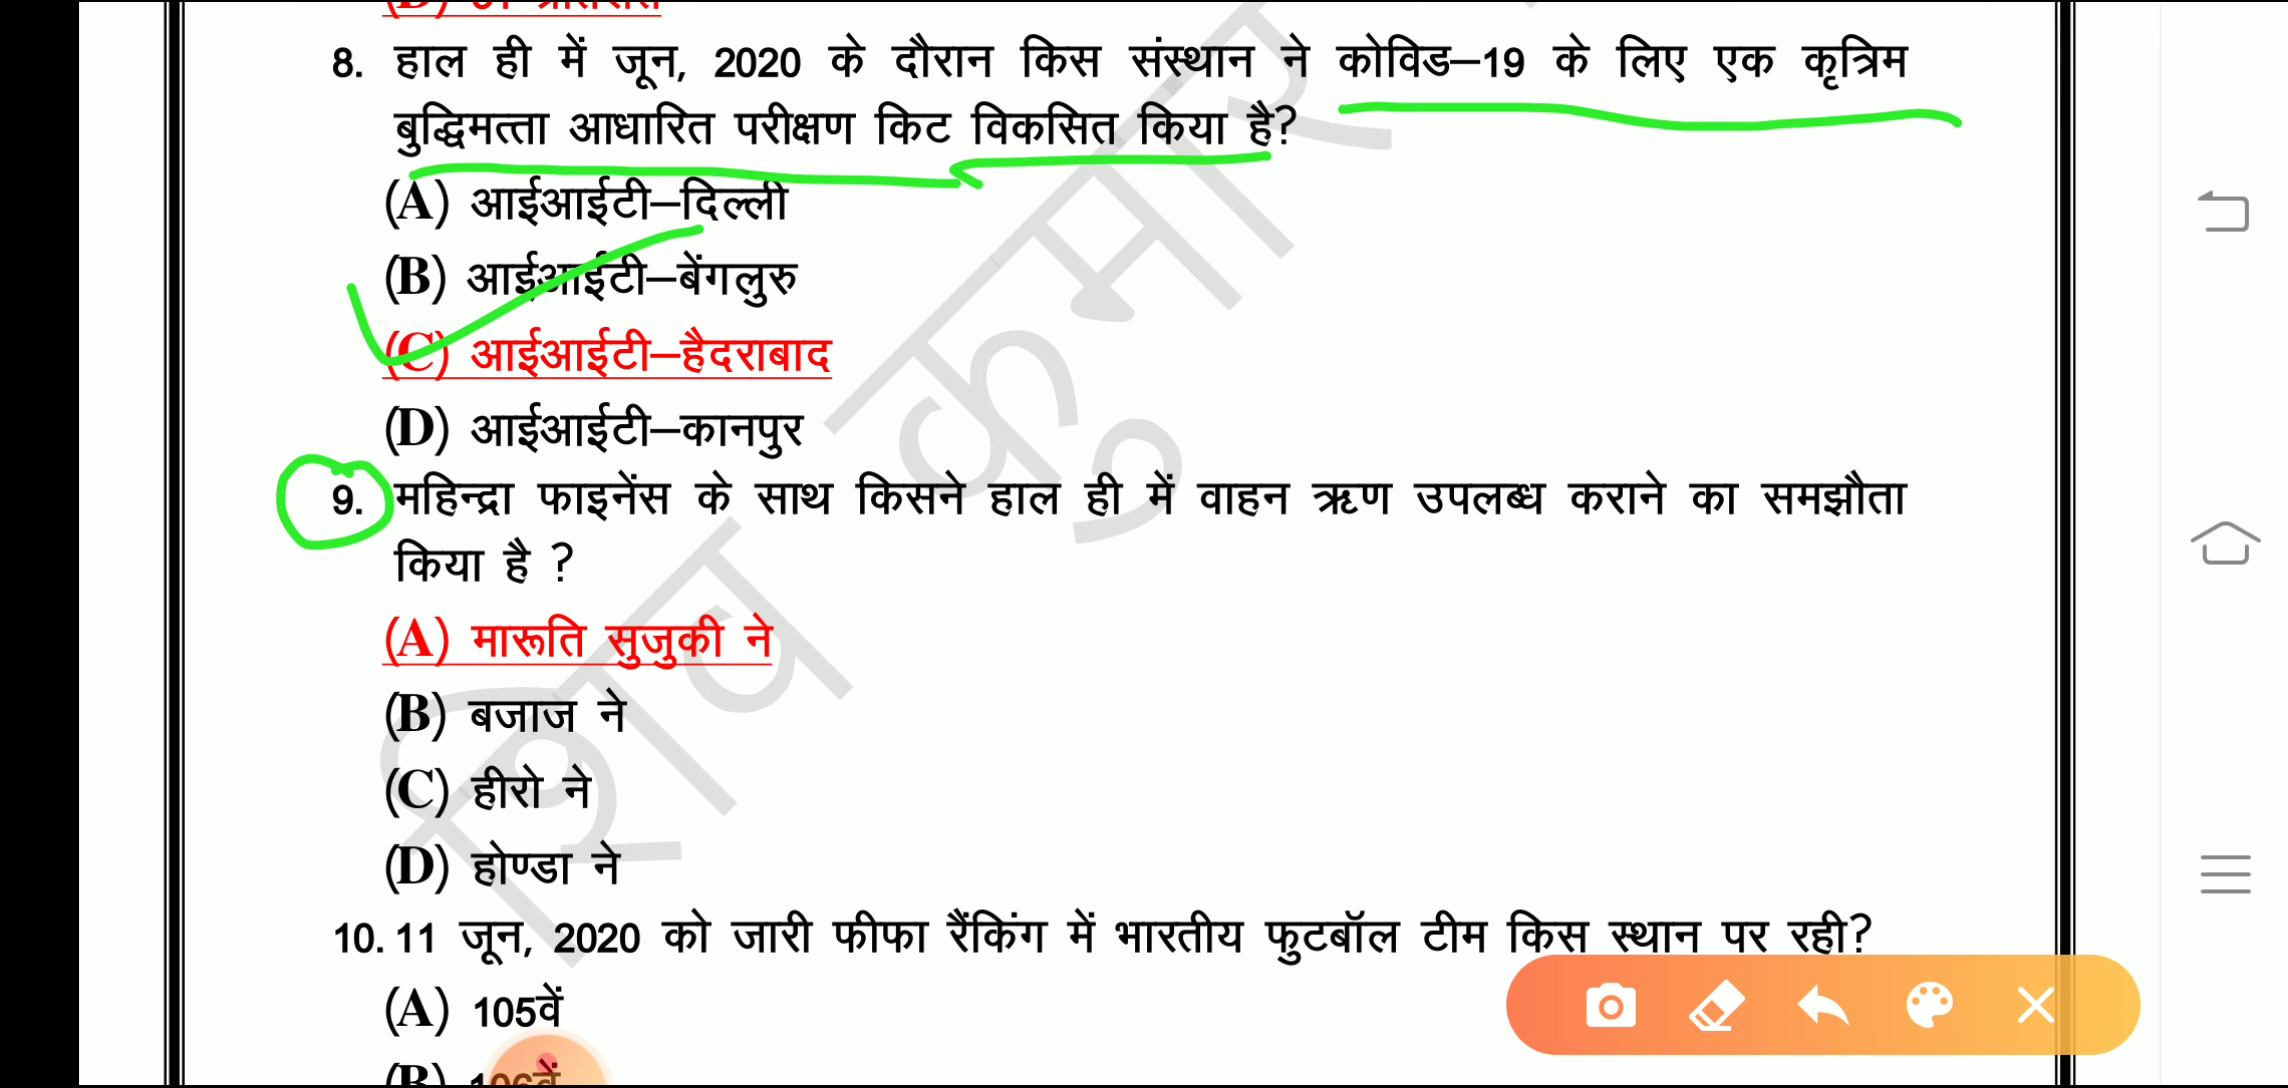 8. हाल ही में जून, 2020 के दौरान किस संस्थान ने कोविड–19 के लिए एक कृत्रिम
बुद्धिमत्ता आधारित परीक्षण किट विकसित किया है?
(A) आईआईटी–दिल्ली
(B) आईआईटी–बेंगलुरु
(C) आईआईटी–हैदराबाद
(D) आईआईटी–कानपुर
9. महिन्द्रा फाइनेंस के साथ किसने हाल ही में वाहन ऋण उपलब्ध कराने का समझौता
किया है ?
(A) मारूति सुजुकी ने
(B) बजाज ने
(C) हीरो ने
(D) होण्डा ने
10. 11 जून, 2020 को जारी फीफा रैंकिंग में भारतीय फुटबॉल टीम किस स्थान पर रही?
(A) 105वें
(B) 106वें
शिव कुमार